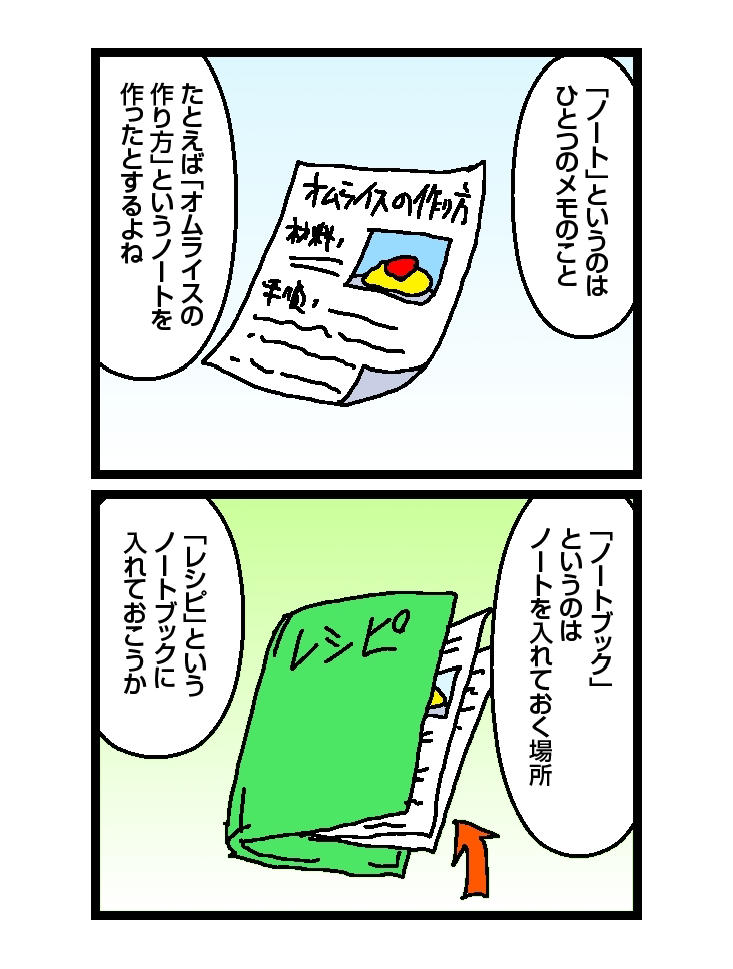 「ノート」というのは
ひとつのメモのこと
たとえば「オムライスの
作り方」というノートを
作ったとするよね
オムライスの作り方
材料,
手順,
「ノートブック」
というのは
ノートを入れておく場所
「レシピ」という
ノートブックに
入れておこうか
レシピ